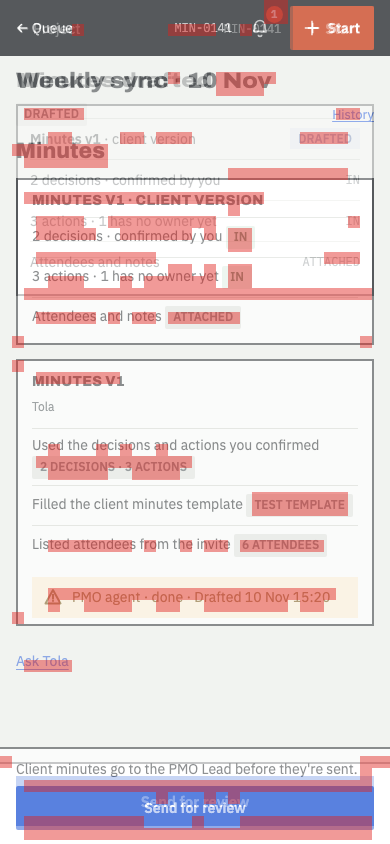 Queue
MIN-0141
1
Start
Weekly sync · 10 Nov
DRAFTED
History
Minutes v1 · client version
DRAFTED
Minutes
2 decisions · confirmed by you IN
MINUTES V1 · CLIENT VERSION
3 actions · 1 has no owner yet IN
2 decisions · confirmed by you IN
Attendees and notes ATTACHED
3 actions · 1 has no owner yet IN
Attendees and notes ATTACHED
MINUTES V1
Tola
Used the decisions and actions you confirmed
2 DECISIONS · 3 ACTIONS
Filled the client minutes template TEST TEMPLATE
Listed attendees from the invite 6 ATTENDEES
PMO agent · done · Drafted 10 Nov 15:20
Ask Tola
Client minutes go to the PMO Lead before they're sent.
Send for review
Send for review